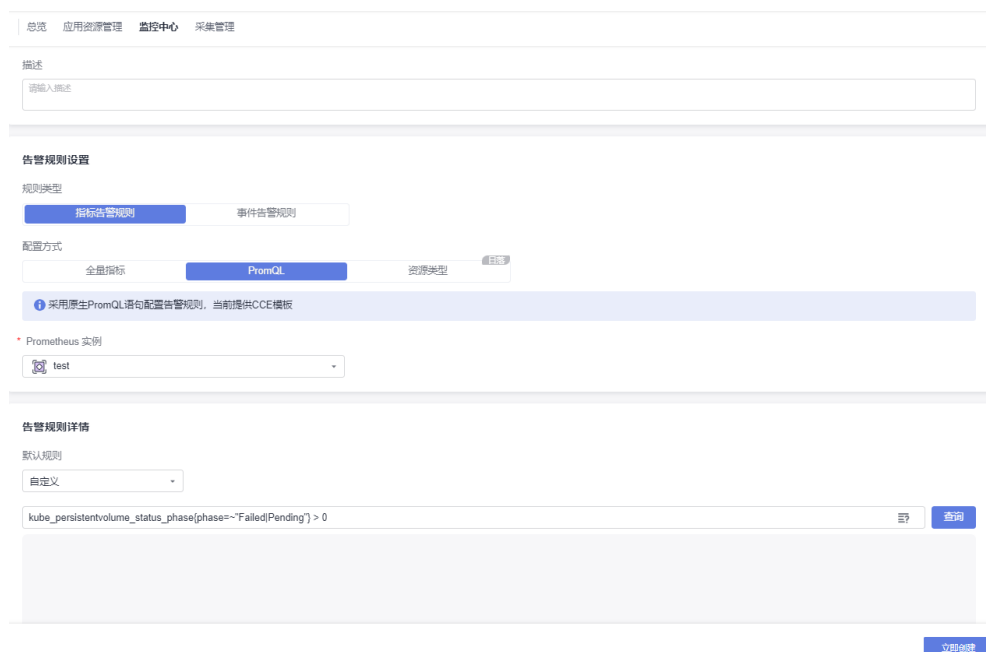 总览 应用资源管理 监控中心 采集管理
描述
请输入描述
告警规则设置
规则类型
指标告警规则 事件告警规则
配置方式
日落
全量指标 PromQL 资源类型
采用原生PromQL语句配置告警规则，当前提供CCE模板
* Prometheus 实例
test
告警规则详情
默认规则
自定义
kube_persistentvolume_status_phase{phase=~"Failed|Pending"} > 0 查询
立即创建